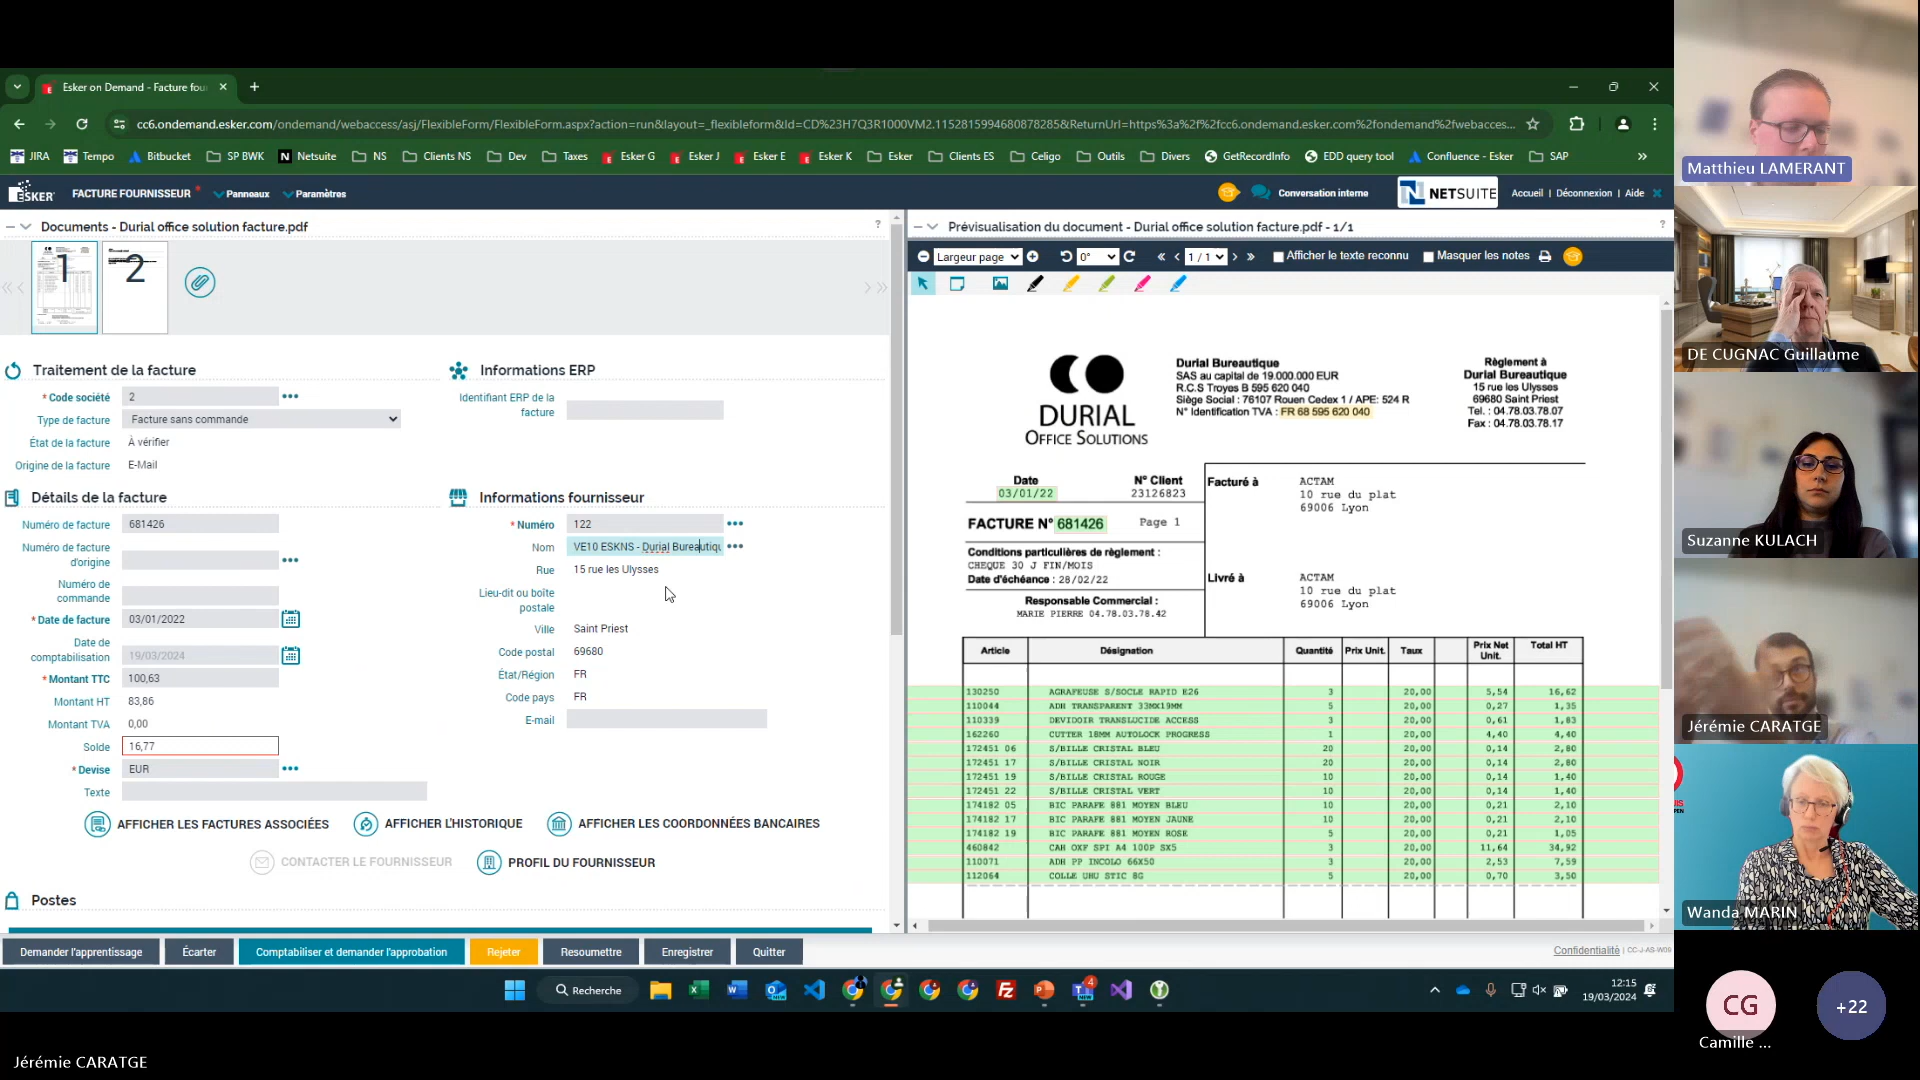 Esker on Demand - Facture fou
cc6.ondemand.esker.com/ondemand/webaccess/asj/FlexibleForm/FlexibleForm.aspx?action=run&layout=_flexibleform&Id=CD%23H7Q3R1000VM2.1152815994680878285&ReturnUrl=https%3a%2f%2fcc6.ondemand.esker.com%2fondemand%2fwebacces...
JIRA Tempo Bitbucket SP BWK Netsuite NS Clients NS Dev Taxes Esker G Esker J Esker E Esker K Esker Clients ES Celigo Outils Divers GetRecordInfo EDD query tool Confluence - Esker SAP
ESKER FACTURE FOURNISSEUR * Panneaux Paramètres Conversation interne NETSUITE Accueil | Déconnexion | Aide
Documents - Durial office solution facture.pdf ?
1
2
Traitement de la facture
* Code société 2
Type de facture Facture sans commande
État de la facture À vérifier
Origine de la facture E-Mail
Informations ERP
Identifiant ERP de la
facture
Détails de la facture
Numéro de facture 681426
Numéro de facture
d'origine
Numéro de
commande
* Date de facture 03/01/2022
Date de
comptabilisation 19/03/2024
* Montant TTC 100,63
Montant HT 83,86
Montant TVA 0,00
Solde 16,77
* Devise EUR
Texte
Informations fournisseur
* Numéro 122
Nom VE10 ESKNS - Durial Bureautiqu
Rue 15 rue les Ulysses
Lieu-dit ou boîte
postale
Ville Saint Priest
Code postal 69680
État/Région FR
Code pays FR
E-mail
AFFICHER LES FACTURES ASSOCIÉES AFFICHER L'HISTORIQUE AFFICHER LES COORDONNÉES BANCAIRES
CONTACTER LE FOURNISSEUR PROFIL DU FOURNISSEUR
Postes
Demander l'apprentissage Écarter Comptabiliser et demander l'approbation Rejeter Resoumettre Enregistrer Quitter
Prévisualisation du document - Durial office solution facture.pdf - 1/1 ?
Largeur page 0° 1 / 1 Afficher le texte reconnu Masquer les notes
DURIAL
OFFICE SOLUTIONS
Durial Bureautique
SAS au capital de 19.000.000 EUR
R.C.S Troyes B 595 620 040
Siège Social : 76107 Rouen Cedex 1 / APE: 524 R
N° Identification TVA : FR 68 595 620 040
Règlement à
Durial Bureautique
15 rue les Ulysses
69680 Saint Priest
Tel. : 04.78.03.78.07
Fax : 04.78.03.78.17
Date N° Client
03/01/22 23126823
FACTURE N° 681426 Page 1
Conditions particulières de règlement :
CHEQUE 30 J FIN/MOIS
Date d'échéance : 28/02/22
Responsable Commercial :
MARIE PIERRE 04.78.03.78.42
Facturé à ACTAM
10 rue du plat
69006 Lyon
Livré à ACTAM
10 rue du plat
69006 Lyon
Article Désignation Quantité Prix Unit. Taux Prix Net Unit. Total HT
130250 AGRAFEUSE S/SOCLE RAPID E26 3 20,00 5,54 16,62
110044 ADH TRANSPARENT 33MX19MM 5 20,00 0,27 1,35
110339 DEVIDOIR TRANSLUCIDE ACCESS 3 20,00 0,61 1,83
162260 CUTTER 18MM AUTOLOCK PROGRESS 1 20,00 4,40 4,40
172451 06 S/BILLE CRISTAL BLEU 20 20,00 0,14 2,80
172451 17 S/BILLE CRISTAL NOIR 20 20,00 0,14 2,80
172451 19 S/BILLE CRISTAL ROUGE 10 20,00 0,14 1,40
172451 22 S/BILLE CRISTAL VERT 10 20,00 0,14 1,40
174182 05 BIC PARAFE 881 MOYEN BLEU 10 20,00 0,21 2,10
174182 17 BIC PARAFE 881 MOYEN JAUNE 10 20,00 0,21 2,10
174182 19 BIC PARAFE 881 MOYEN ROSE 5 20,00 0,21 1,05
460842 CAH OXF SPI A4 100P 5X5 3 20,00 11,64 34,92
110071 ADH PP INCOLO 66X50 3 20,00 2,53 7,59
112064 COLLE UHU STIC 8G 5 20,00 0,70 3,50
Confidentialité | CC-J-AS-W09
Recherche
4
12:15
19/03/2024
Matthieu LAMERANT
DE CUGNAC Guillaume
Suzanne KULACH
Jérémie CARATGE
Wanda MARIN
CG
Camille ...
+22
Jérémie CARATGE